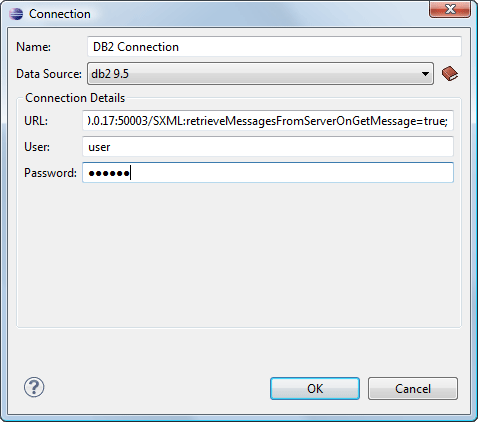 Connection
Name: DB2 Connection
Data Source: db2 9.5
Connection Details
URL: 0.0.17:50003/SXML:retrieveMessagesFromServerOnGetMessage=true;
User: user
Password: ●●●●●●
?
OK Cancel